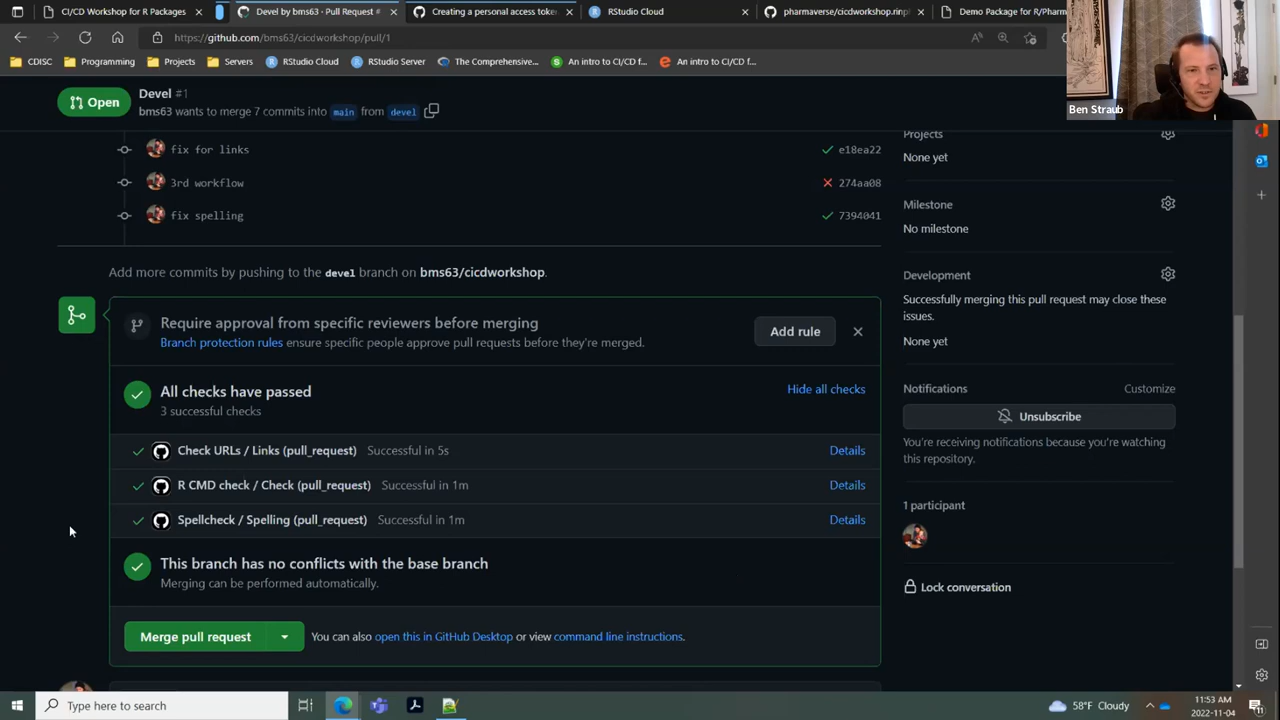 CI/CD Workshop for R Packages
Devel by bms63 · Pull Request #
Creating a personal access toke
RStudio Cloud
pharmaverse/cicdworkshop.rinp
Demo Package for R/Pharm
https://github.com/bms63/cicdworkshop/pull/1
CDISC
Programming
Projects
Servers
RStudio Cloud
RStudio Server
The Comprehensive...
An intro to CI/CD f...
An intro to CI/CD f...
Ben Straub
Open
Devel #1
bms63 wants to merge 7 commits into main from devel
fix for links
e18ea22
3rd workflow
274aa08
fix spelling
7394041
Add more commits by pushing to the devel branch on bms63/cicdworkshop.
Require approval from specific reviewers before merging
Branch protection rules ensure specific people approve pull requests before they're merged.
Add rule
All checks have passed
3 successful checks
Hide all checks
Check URLs / Links (pull_request) Successful in 5s
Details
R CMD check / Check (pull_request) Successful in 1m
Details
Spellcheck / Spelling (pull_request) Successful in 1m
Details
This branch has no conflicts with the base branch
Merging can be performed automatically.
Merge pull request
You can also open this in GitHub Desktop or view command line instructions.
Projects
None yet
Milestone
No milestone
Development
Successfully merging this pull request may close these
issues.
None yet
Notifications
Customize
Unsubscribe
You're receiving notifications because you're watching
this repository.
1 participant
Lock conversation
Type here to search
58°F Cloudy
11:53 AM
2022-11-04